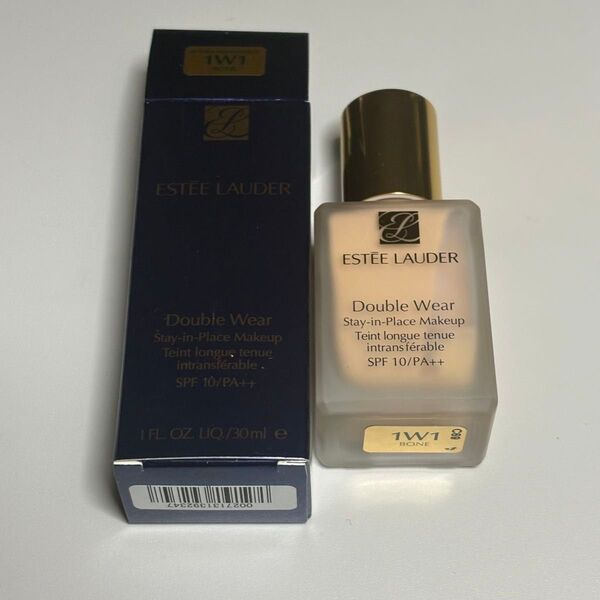 1W1
BONE
ESTĒE LAUDER
Double Wear
Stay-in-Place Makeup
Teint longue tenue
intransférable
SPF 10/PA++
1 FL. OZ. LIQ./30ml e
0027131392347
ESTĒE LAUDER
Double Wear
Stay-in-Place Makeup
Teint longue tenue
intransférable
SPF 10/PA++
1W1
BONE